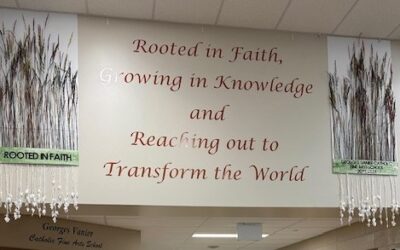 Rooted in Faith,
Growing in Knowledge
and
Reaching out to
Transform the World
ROOTED IN FAITH
Georges Vanier
Catholic Fine Arts School